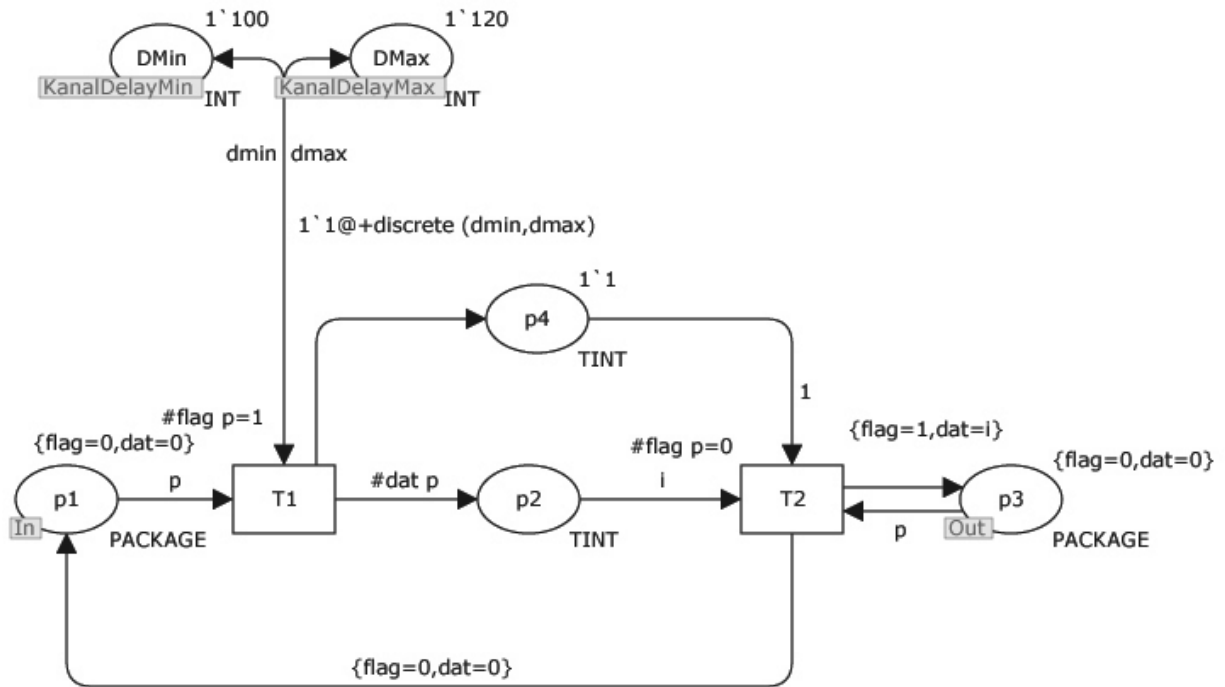 1`100
1`120
DMin
DMax
KanalDelayMin
KanalDelayMax
INT
INT
dmin
dmax
1`1@+discrete (dmin,dmax)
1`1
p4
TINT
1
#flag p=1
{flag=0,dat=0}
p1
In
PACKAGE
p
T1
#dat p
p2
TINT
#flag p=0
i
T2
{flag=1,dat=i}
{flag=0,dat=0}
p3
Out
p
PACKAGE
{flag=0,dat=0}